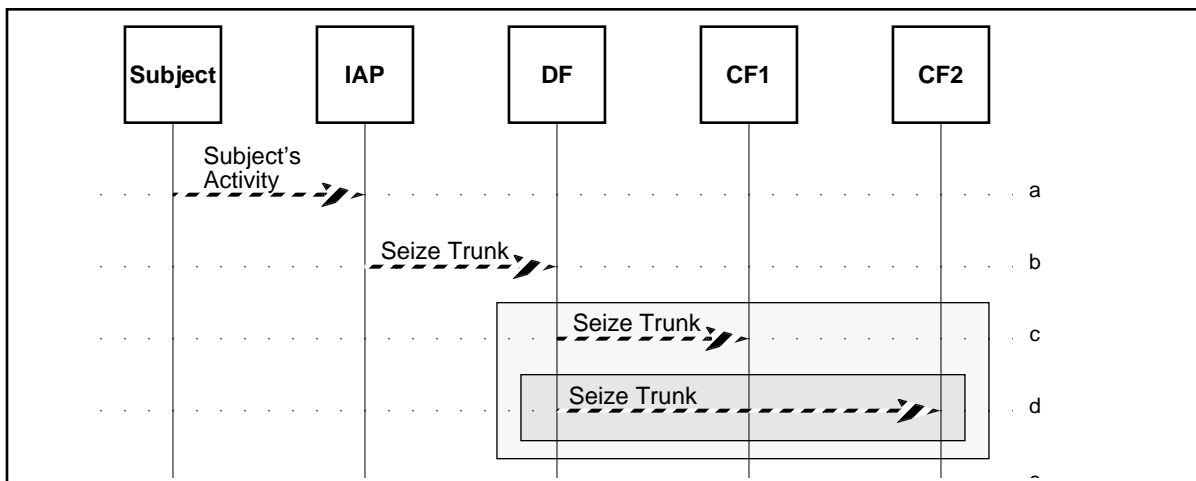 Subject IAP DF CF1 CF2
Subject's
Activity
a
Seize Trunk
b
Seize Trunk
c
Seize Trunk
d